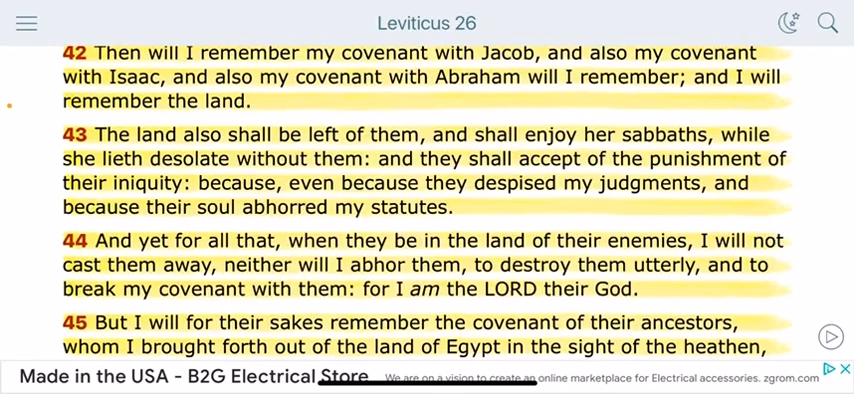 Leviticus 26
42 Then will I remember my covenant with Jacob, and also my covenant
with Isaac, and also my covenant with Abraham will I remember; and I will
remember the land.
43 The land also shall be left of them, and shall enjoy her sabbaths, while
she lieth desolate without them: and they shall accept of the punishment of
their iniquity: because, even because they despised my judgments, and
because their soul abhorred my statutes.
44 And yet for all that, when they be in the land of their enemies, I will not
cast them away, neither will I abhor them, to destroy them utterly, and to
break my covenant with them: for I am the LORD their God.
45 But I will for their sakes remember the covenant of their ancestors,
whom I brought forth out of the land of Egypt in the sight of the heathen,
Made in the USA - B2G Electrical Store We are on a vision to create an online marketplace for Electrical accessories. zgrom.com